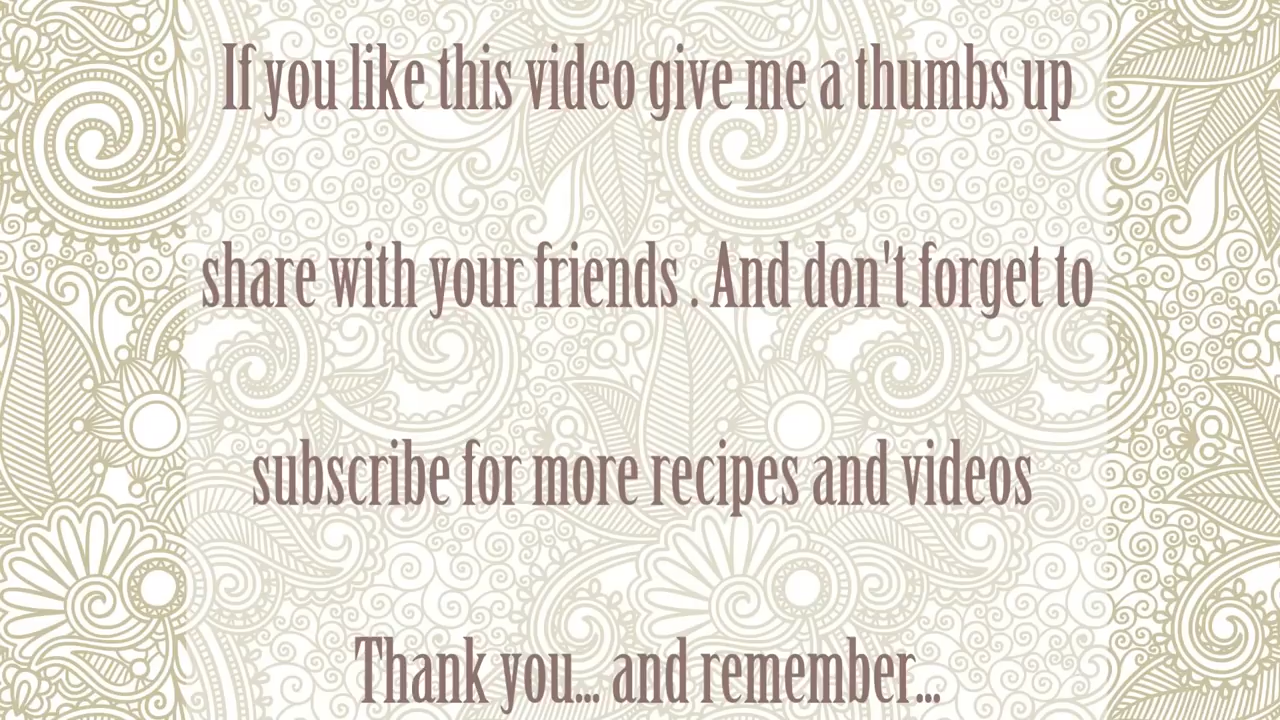 If you like this video give me a thumbs up
share with your friends . And don't forget to
subscribe for more recipes and videos
Thank you... and remember...